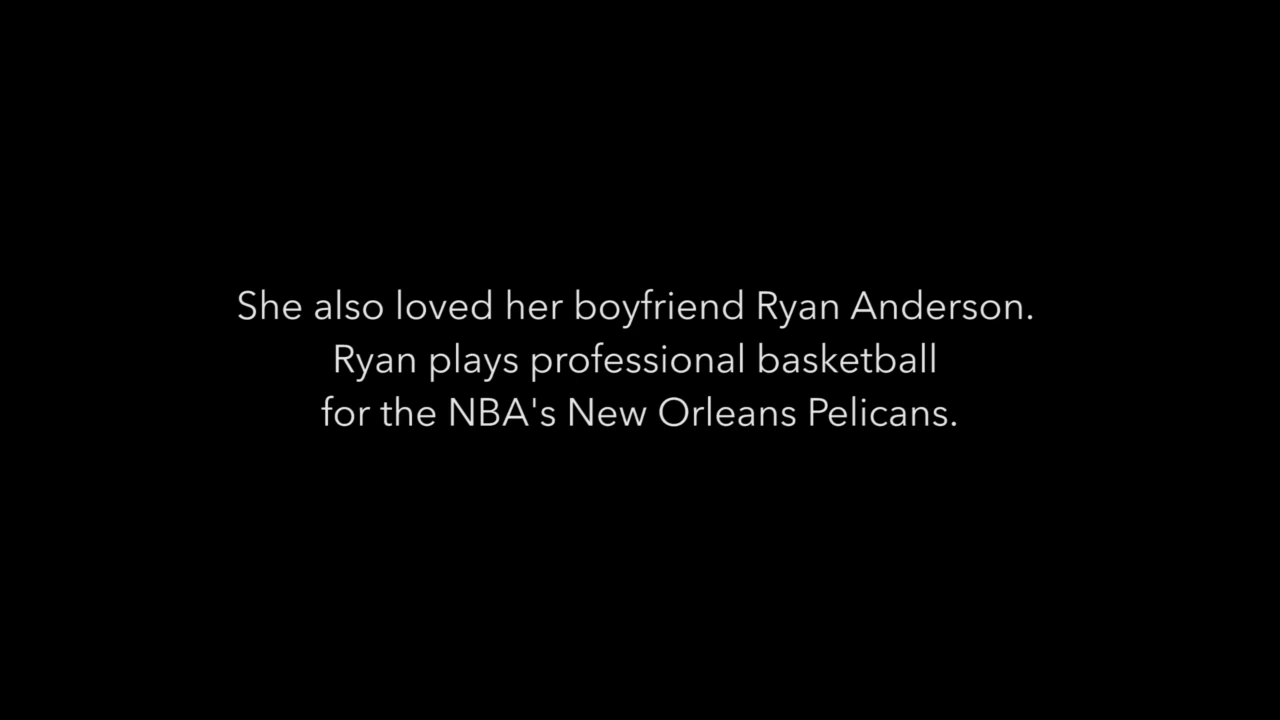 She also loved her boyfriend Ryan Anderson.
Ryan plays professional basketball
for the NBA's New Orleans Pelicans.